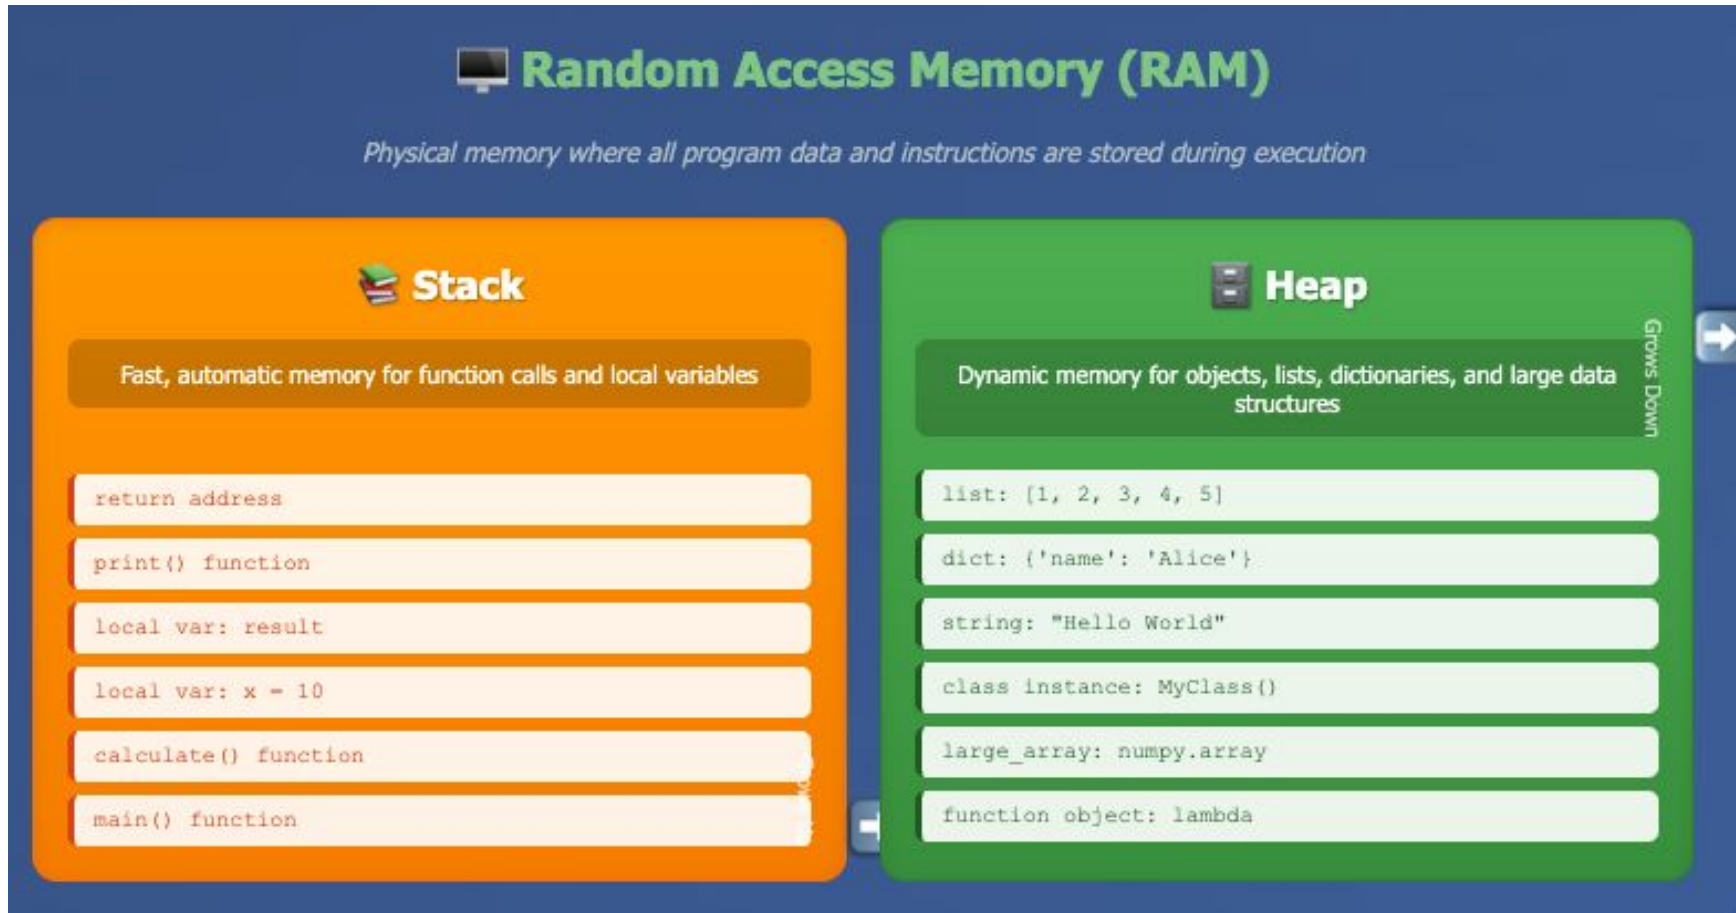 Random Access Memory (RAM)
Physical memory where all program data and instructions are stored during execution
Stack
Fast, automatic memory for function calls and local variables
return address
print() function
local var: result
local var: x = 10
calculate() function
main() function
Heap
Dynamic memory for objects, lists, dictionaries, and large data
structures
Grows Down
list: [1, 2, 3, 4, 5]
dict: {'name': 'Alice'}
string: "Hello World"
class instance: MyClass()
large_array: numpy.array
function object: lambda